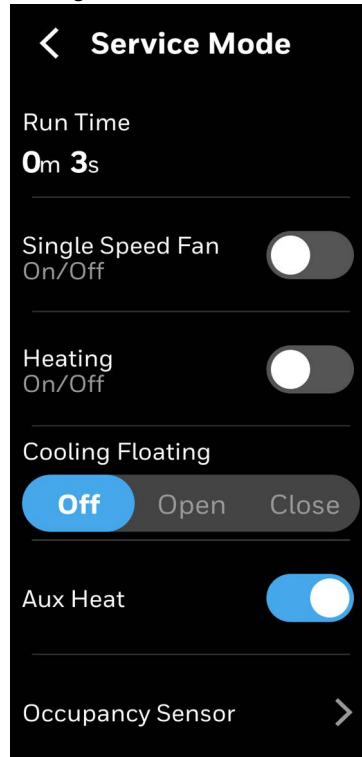 Service Mode
Run Time
0m 3s
Single Speed Fan
On/Off
Heating
On/Off
Cooling Floating
Off Open Close
Aux Heat
Occupancy Sensor